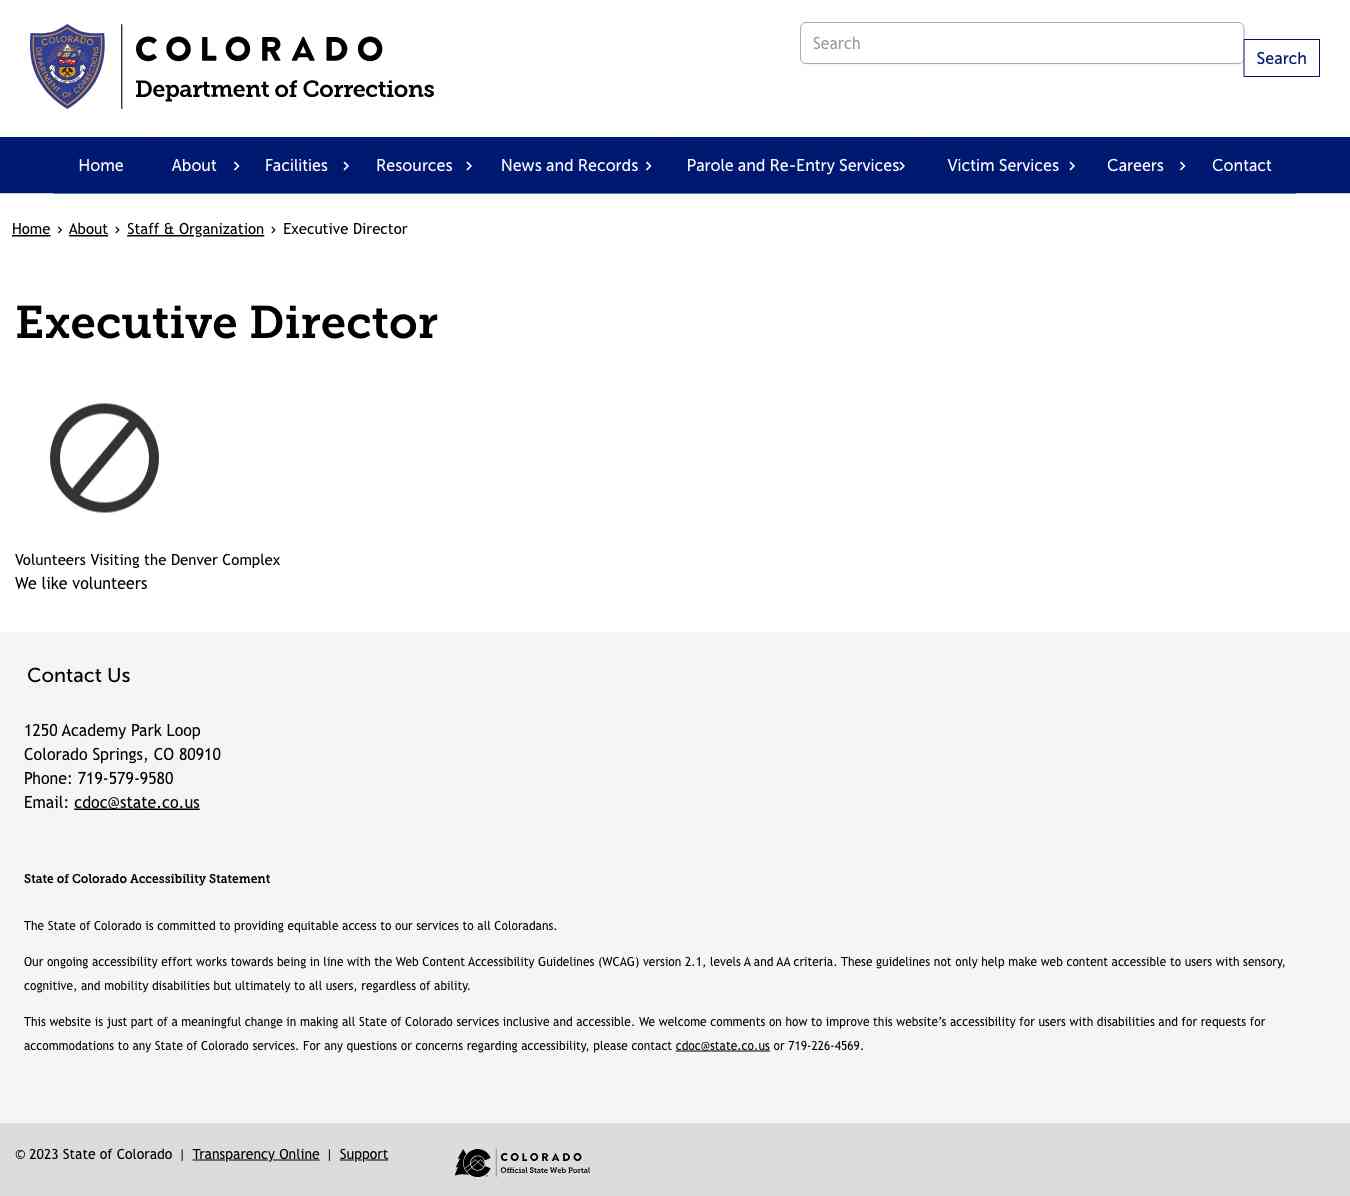 COLORADO
Department of Corrections
Search
Search
Home
About
Facilities
Resources
News and Records
Parole and Re-Entry Services
Victim Services
Careers
Contact
Home › About › Staff & Organization › Executive Director
Executive Director
Volunteers Visiting the Denver Complex
We like volunteers
Contact Us
1250 Academy Park Loop
Colorado Springs, CO 80910
Phone: 719-579-9580
Email: cdoc@state.co.us
State of Colorado Accessibility Statement
The State of Colorado is committed to providing equitable access to our services to all Coloradans.
Our ongoing accessibility effort works towards being in line with the Web Content Accessibility Guidelines (WCAG) version 2.1, levels A and AA criteria. These guidelines not only help make web content accessible to users with sensory,
cognitive, and mobility disabilities but ultimately to all users, regardless of ability.
This website is just part of a meaningful change in making all State of Colorado services inclusive and accessible. We welcome comments on how to improve this website’s accessibility for users with disabilities and for requests for
accommodations to any State of Colorado services. For any questions or concerns regarding accessibility, please contact cdoc@state.co.us or 719-226-4569.
© 2023 State of Colorado | Transparency Online | Support
COLORADO
Official State Web Portal